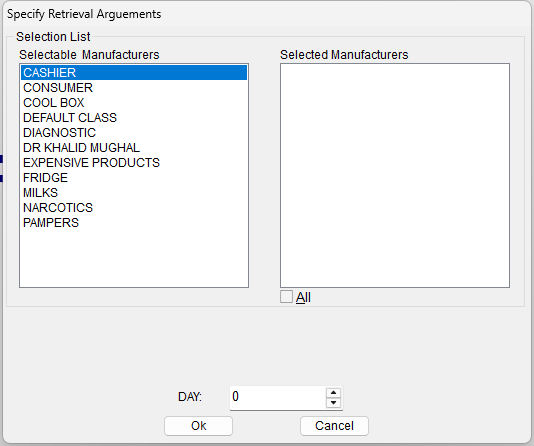 Specify Retrieval Arguements
Selection List
Selectable Manufacturers
Selected Manufacturers
CASHIER
CONSUMER
COOL BOX
DEFAULT CLASS
DIAGNOSTIC
DR KHALID MUGHAL
EXPENSIVE PRODUCTS
FRIDGE
MILKS
NARCOTICS
PAMPERS
All
DAY: 0
Ok Cancel